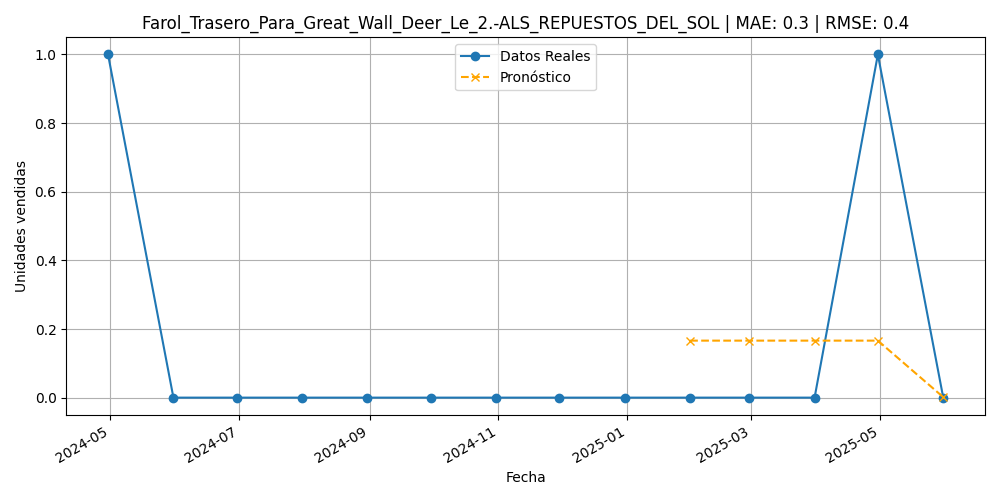 Farol_Trasero_Para_Great_Wall_Deer_Le_2.-ALS_REPUESTOS_DEL_SOL | MAE: 0.3 | RMSE: 0.4
Datos Reales
Pronóstico
Unidades vendidas
1.0
0.8
0.6
0.4
0.2
0.0
2024-05
2024-07
2024-09
2024-11
2025-01
2025-03
2025-05
Fecha